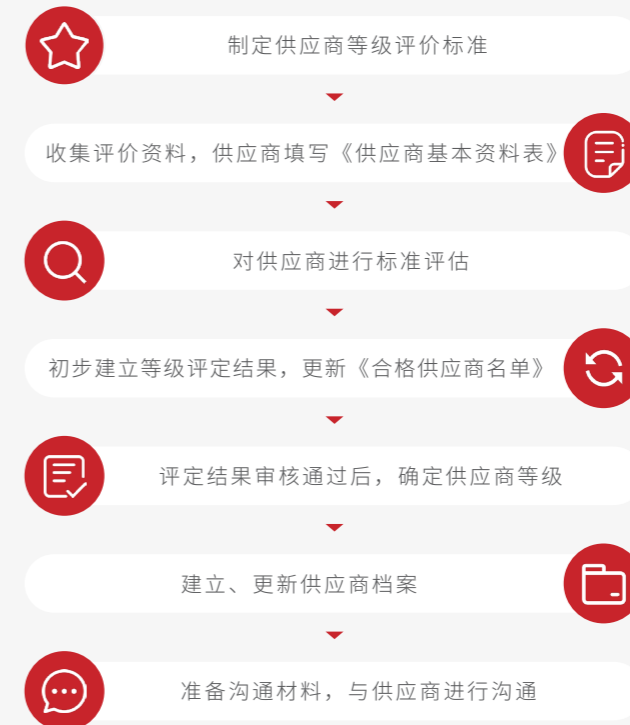 制定供应商等级评价标准
收集评价资料，供应商填写《供应商基本资料表》
对供应商进行标准评估
初步建立等级评定结果，更新《合格供应商名单》
评定结果审核通过后，确定供应商等级
建立、更新供应商档案
准备沟通材料，与供应商进行沟通